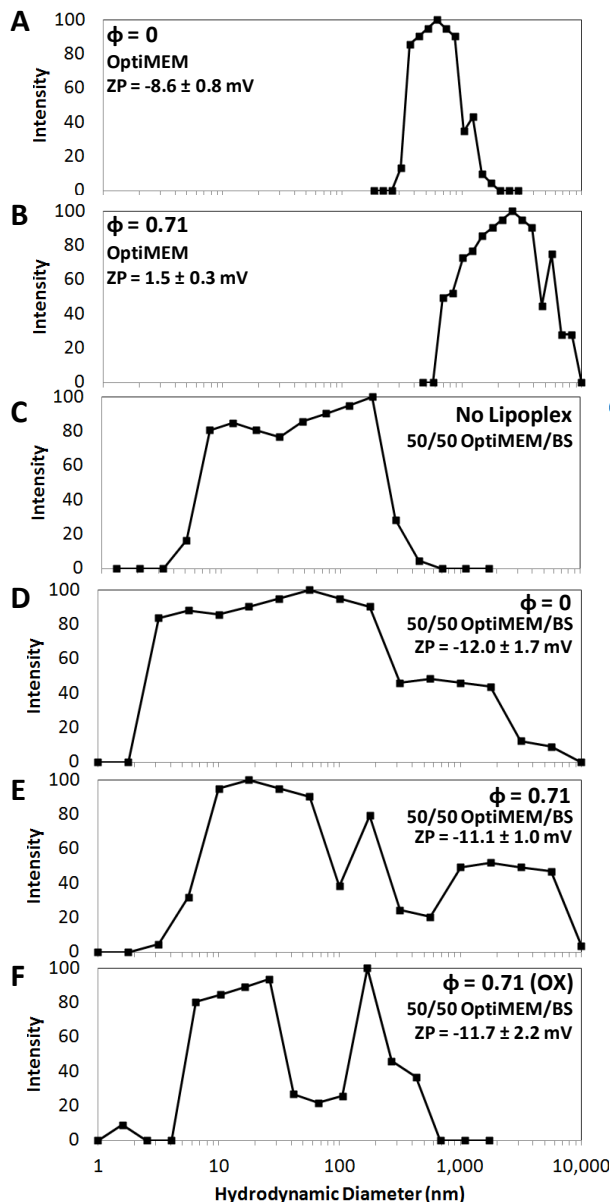 A
Intensity
100
80
60
40
20
0
ϕ = 0
OptiMEM
ZP = -8.6 ± 0.8 mV
B
Intensity
100
80
60
40
20
0
ϕ = 0.71
OptiMEM
ZP = 1.5 ± 0.3 mV
C
Intensity
100
80
60
40
20
0
No Lipoplex
50/50 OptiMEM/BS
D
Intensity
100
80
60
40
20
0
ϕ = 0
50/50 OptiMEM/BS
ZP = -12.0 ± 1.7 mV
E
Intensity
100
80
60
40
20
0
ϕ = 0.71
50/50 OptiMEM/BS
ZP = -11.1 ± 1.0 mV
F
Intensity
100
80
60
40
20
0
ϕ = 0.71 (OX)
50/50 OptiMEM/BS
ZP = -11.7 ± 2.2 mV
1 10 100 1,000 10,000
Hydrodynamic Diameter (nm)